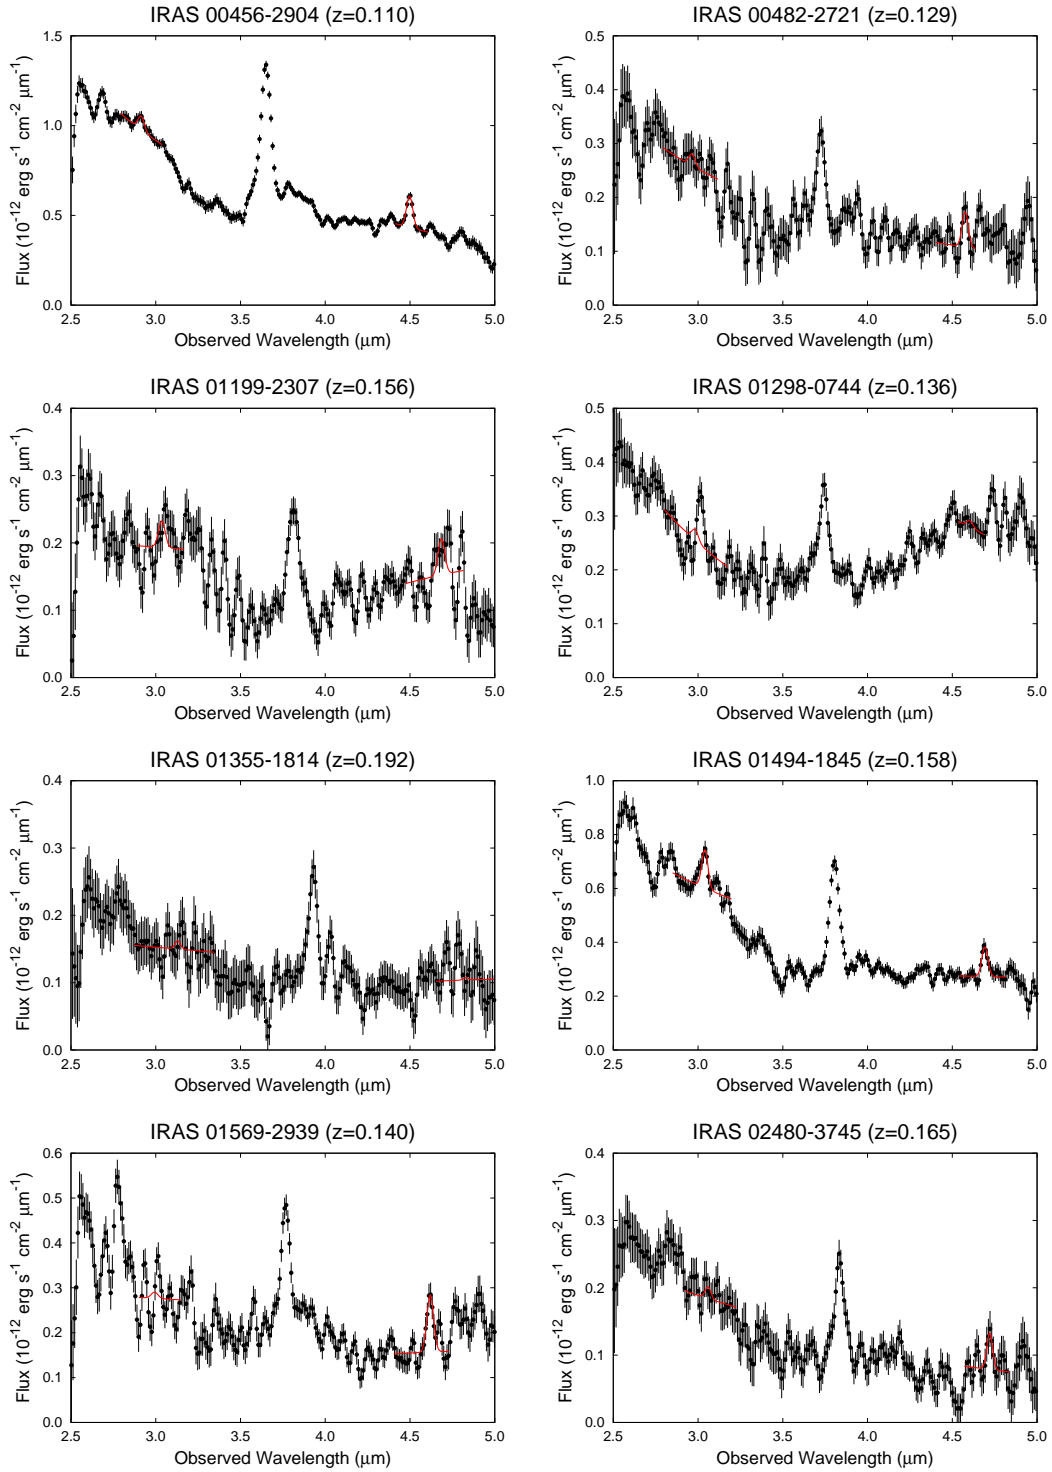 IRAS 00456-2904 (z=0.110)
1.5
1.0
0.5
0.0
Flux (10-12 erg s-1 cm-2 μm-1)
2.5 3.0 3.5 4.0 4.5 5.0
Observed Wavelength (μm)
IRAS 00482-2721 (z=0.129)
0.5
0.4
0.3
0.2
0.1
0.0
Flux (10-12 erg s-1 cm-2 μm-1)
2.5 3.0 3.5 4.0 4.5 5.0
Observed Wavelength (μm)
IRAS 01199-2307 (z=0.156)
0.4
0.3
0.2
0.1
0.0
Flux (10-12 erg s-1 cm-2 μm-1)
2.5 3.0 3.5 4.0 4.5 5.0
Observed Wavelength (μm)
IRAS 01298-0744 (z=0.136)
0.5
0.4
0.3
0.2
0.1
0.0
Flux (10-12 erg s-1 cm-2 μm-1)
2.5 3.0 3.5 4.0 4.5 5.0
Observed Wavelength (μm)
IRAS 01355-1814 (z=0.192)
0.4
0.3
0.2
0.1
0.0
Flux (10-12 erg s-1 cm-2 μm-1)
2.5 3.0 3.5 4.0 4.5 5.0
Observed Wavelength (μm)
IRAS 01494-1845 (z=0.158)
1.0
0.8
0.6
0.4
0.2
0.0
Flux (10-12 erg s-1 cm-2 μm-1)
2.5 3.0 3.5 4.0 4.5 5.0
Observed Wavelength (μm)
IRAS 01569-2939 (z=0.140)
0.6
0.5
0.4
0.3
0.2
0.1
0.0
Flux (10-12 erg s-1 cm-2 μm-1)
2.5 3.0 3.5 4.0 4.5 5.0
Observed Wavelength (μm)
IRAS 02480-3745 (z=0.165)
0.4
0.3
0.2
0.1
0.0
Flux (10-12 erg s-1 cm-2 μm-1)
2.5 3.0 3.5 4.0 4.5 5.0
Observed Wavelength (μm)